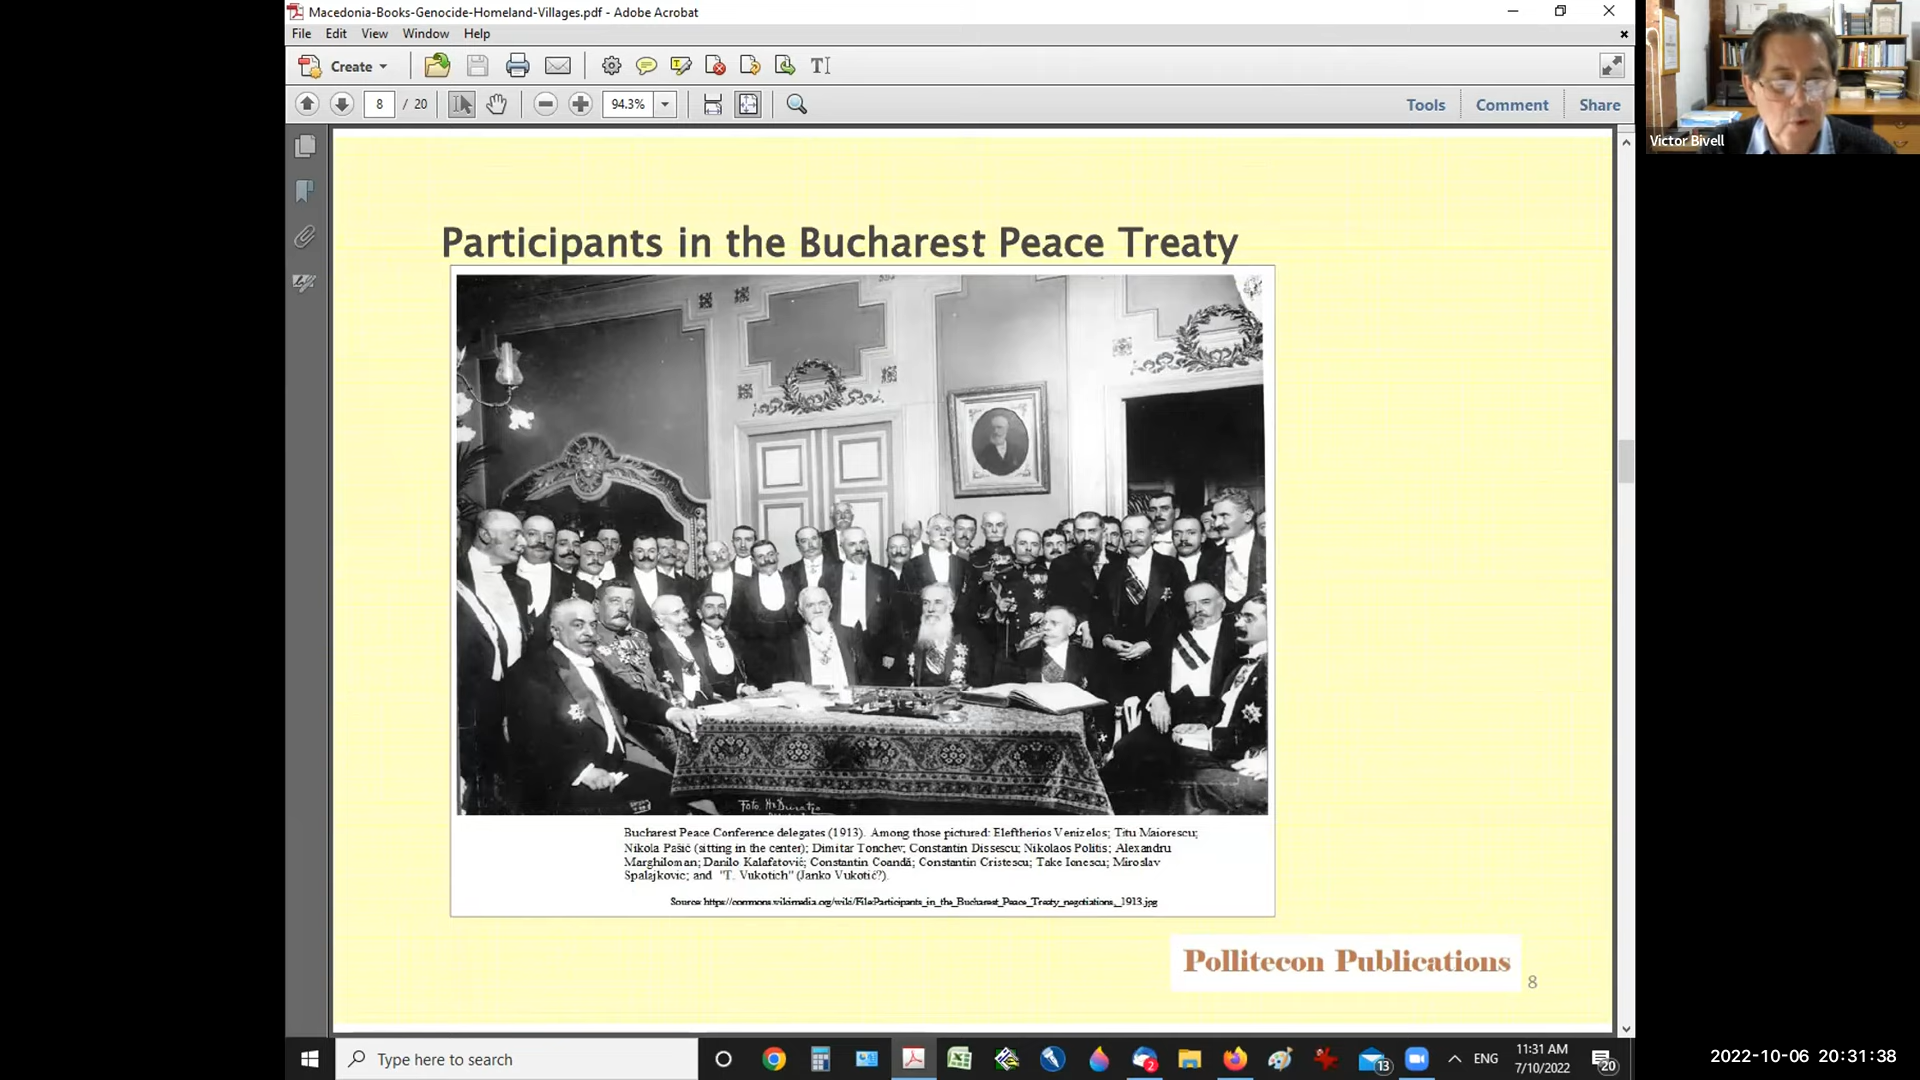 Macedonia-Books-Genocide-Homeland-Villages.pdf - Adobe Acrobat
File Edit View Window Help
Create
8 / 20 94.3% Tools Comment Share
Victor Bivell
Participants in the Bucharest Peace Treaty
Bucharest Peace Conference delegates (1913). Among those pictured: Eleftherios Venizelos; Titu Maiorescu;
Nikola Pašić (sitting in the center); Dimitar Tonchev; Constantin Dissescu; Nikolaos Politis; Alexandru
Marghiloman; Danilo Kalafatović; Constantin Coandă; Constantin Cristescu; Take Ionescu; Miroslav
Spalajkovic; and "T. Vukotich" (Janko Vukotić?).
Source: https://commons.wikimedia.org/wiki/File:Participants_in_the_Bucharest_Peace_Treaty_negotiations,_1913.jpg
Pollitecon Publications
8
Type here to search
2
13
ENG
11:31 AM
7/10/2022
20
2022-10-06 20:31:38